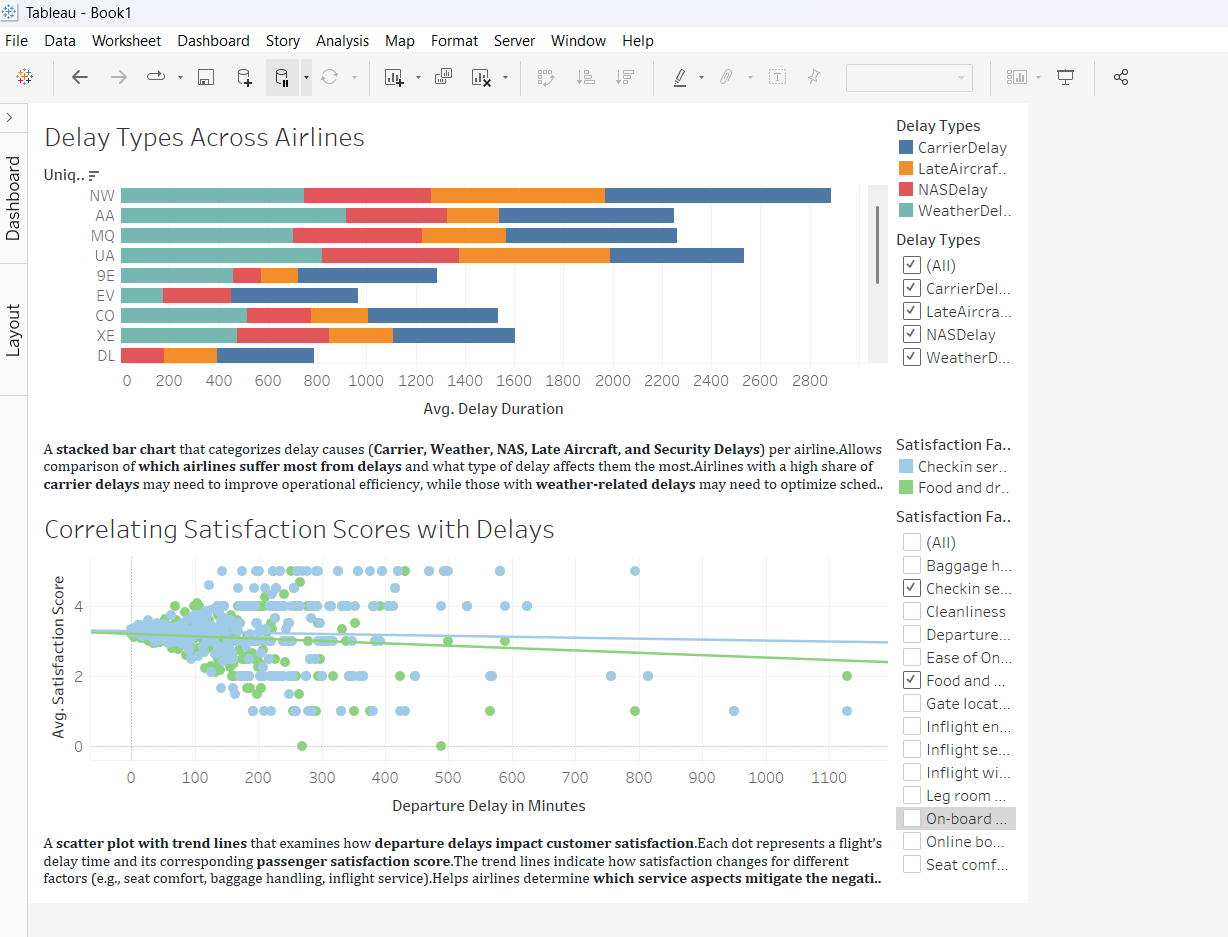 Tableau - Book1
File Data Worksheet Dashboard Story Analysis Map Format Server Window Help
Dashboard
Layout
Delay Types Across Airlines
Uniq..
NW
AA
MQ
UA
9E
EV
CO
XE
DL
0 200 400 600 800 1000 1200 1400 1600 1800 2000 2200 2400 2600 2800
Avg. Delay Duration
Delay Types
CarrierDelay
LateAircraf..
NASDelay
WeatherDel..
Delay Types
(All)
CarrierDel...
LateAircra...
NASDelay
WeatherD...
A stacked bar chart that categorizes delay causes (Carrier, Weather, NAS, Late Aircraft, and Security Delays) per airline.Allows
comparison of which airlines suffer most from delays and what type of delay affects them the most.Airlines with a high share of
carrier delays may need to improve operational efficiency, while those with weather-related delays may need to optimize sched..
Correlating Satisfaction Scores with Delays
Avg. Satisfaction Score
4
2
0
0 100 200 300 400 500 600 700 800 900 1000 1100
Departure Delay in Minutes
Satisfaction Fa..
Checkin ser..
Food and dr..
Satisfaction Fa..
(All)
Baggage h...
Checkin se...
Cleanliness
Departure...
Ease of On...
Food and ...
Gate locat...
Inflight en...
Inflight se...
Inflight wi...
Leg room ...
On-board ...
Online bo...
Seat comf...
A scatter plot with trend lines that examines how departure delays impact customer satisfaction.Each dot represents a flight's
delay time and its corresponding passenger satisfaction score.The trend lines indicate how satisfaction changes for different
factors (e.g., seat comfort, baggage handling, inflight service).Helps airlines determine which service aspects mitigate the negati..